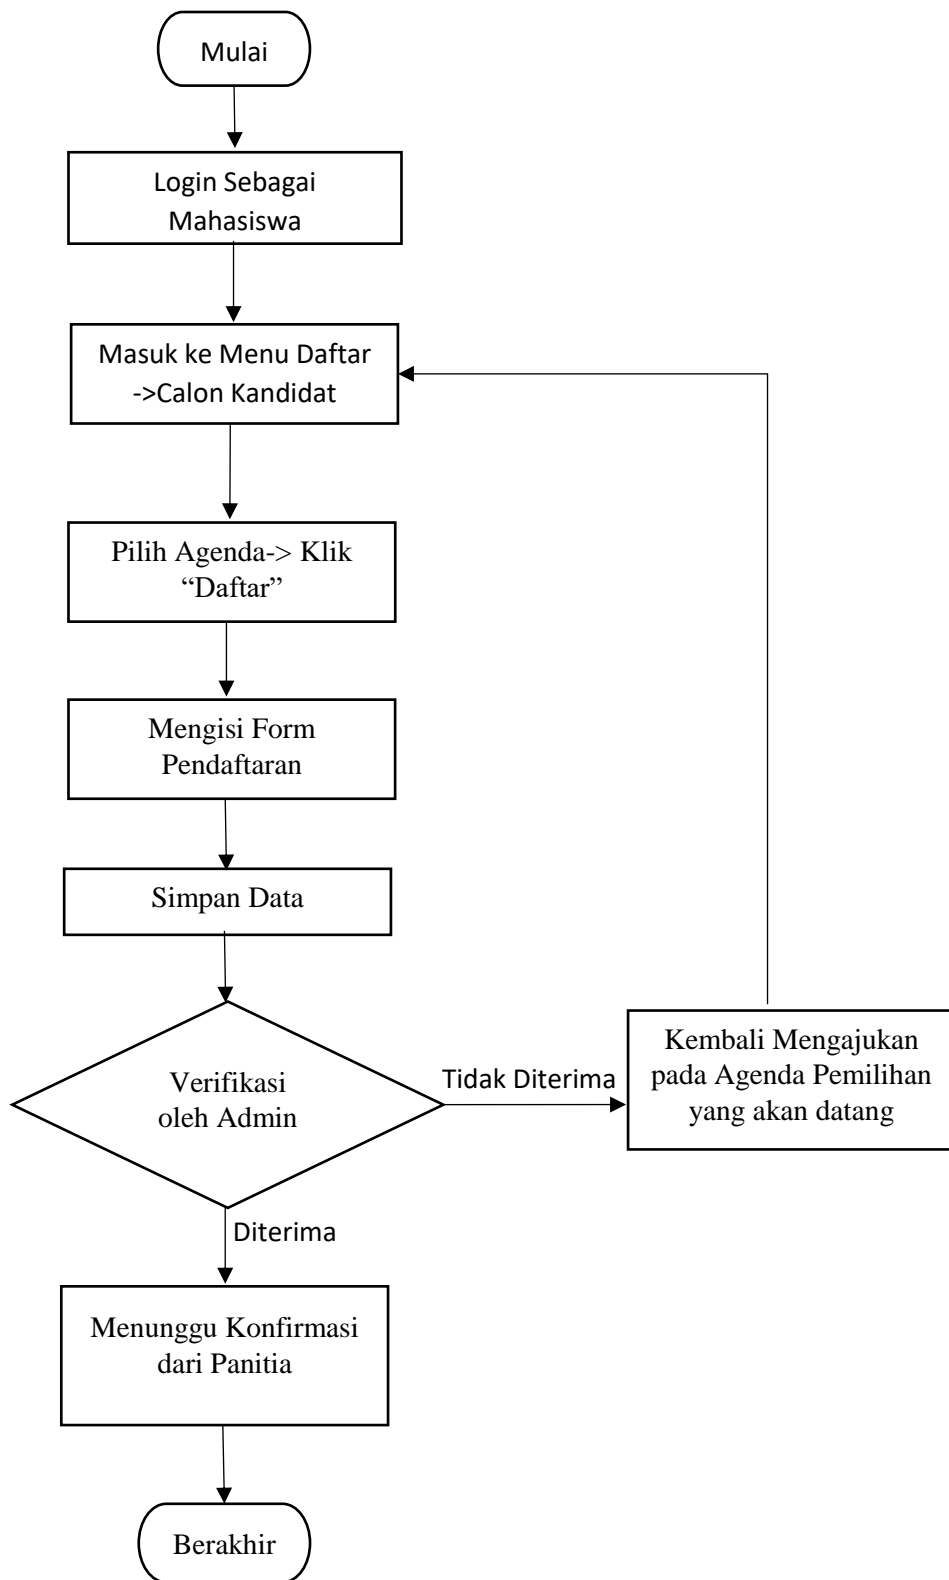 Mulai
Login Sebagai
Mahasiswa
Masuk ke Menu Daftar
->Calon Kandidat
Pilih Agenda-> Klik
“Daftar”
Mengisi Form
Pendaftaran
Simpan Data
Verifikasi
oleh Admin
Tidak Diterima
Kembali Mengajukan
pada Agenda Pemilihan
yang akan datang
Diterima
Menunggu Konfirmasi
dari Panitia
Berakhir